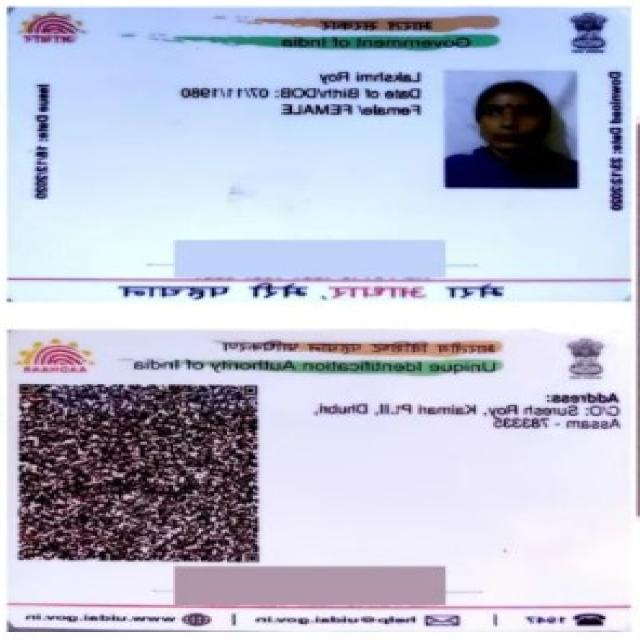 भारत सरकार
Government of India
Lakshmi Roy
Date of Birth/DOB: 07/11/1980
Female/ FEMALE
Download Date: 23/12/2020
Issue Date: 16/12/2020
मेरा आधार, मेरी पहचान
भारतीय विशिष्ट पहचान प्राधिकरण
Unique Identification Authority of India
AADHAAR
Address:
C/O: Suresh Roy, Kaimari Pt.II, Dhubri,
Assam - 783335
1947
help@uidai.gov.in
www.uidai.gov.in